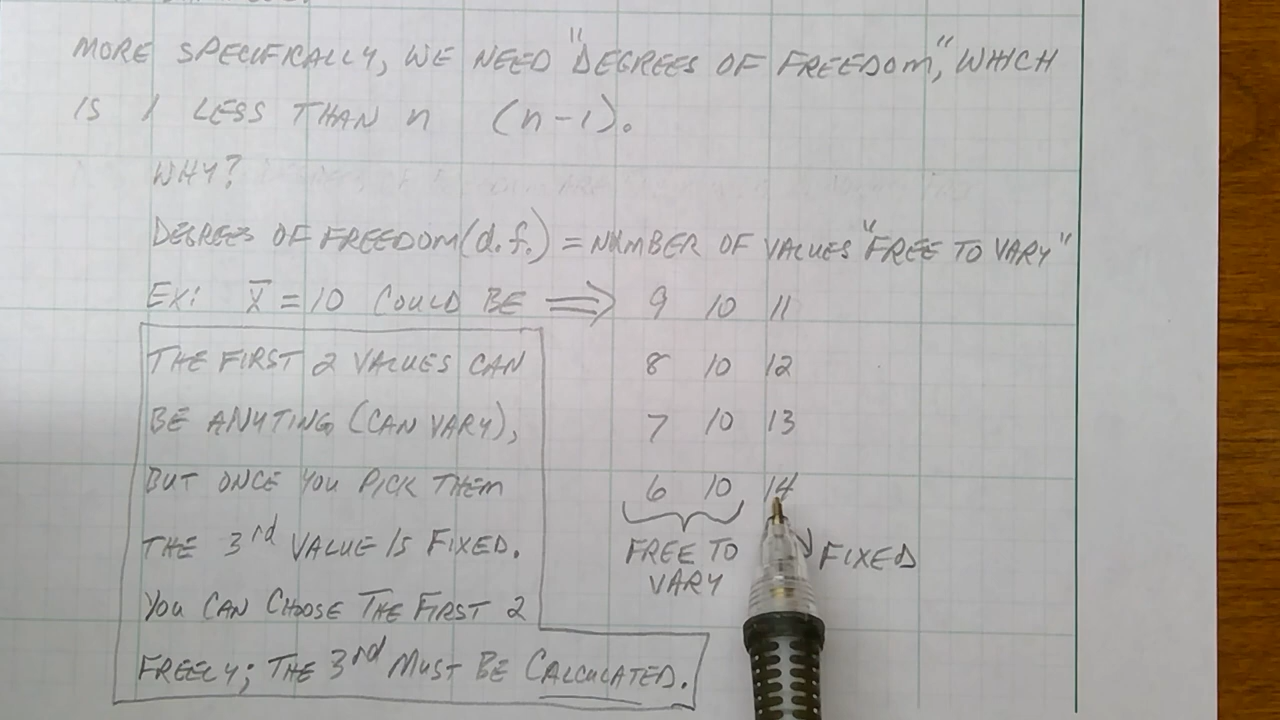 MORE SPECIFICALLY, WE NEED "DEGREES OF FREEDOM," WHICH
IS 1 LESS THAN n (n-1).
WHY?
DEGREES OF FREEDOM (d.f.) = NUMBER OF VALUES "FREE TO VARY"
EX: X̄ = 10 COULD BE ⟹ 9 10 11
THE FIRST 2 VALUES CAN 8 10 12
BE ANYTING (CAN VARY), 7 10 13
BUT ONCE YOU PICK THEM 6 10 14
THE 3rd VALUE IS FIXED. FREE TO FIXED
VARY
YOU CAN CHOOSE THE FIRST 2
FREELY; THE 3rd MUST BE CALCULATED.